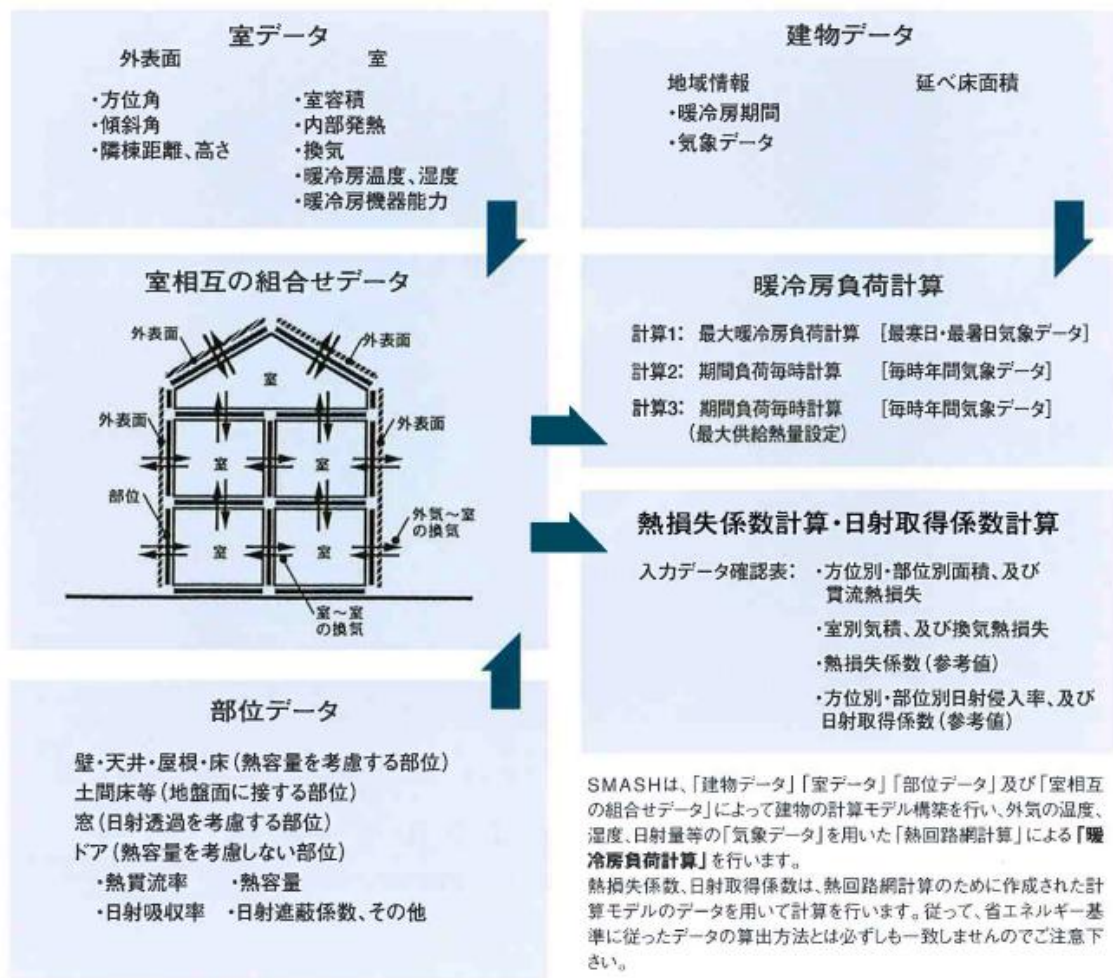 室データ
外表面
・方位角
・傾斜角
・隣棟距離、高さ
室
・室容積
・内部発熱
・換気
・暖冷房温度、湿度
・暖冷房機器能力
建物データ
地域情報
・暖冷房期間
・気象データ
延べ床面積
室相互の組合せデータ
外表面
外表面
室
外表面
外表面
室
室
部位
外気〜室
の換気
室
室
室〜室
の換気
暖冷房負荷計算
計算1: 最大暖冷房負荷計算 [最寒日・最暑日気象データ]
計算2: 期間負荷毎時計算 [毎時年間気象データ]
計算3: 期間負荷毎時計算 [毎時年間気象データ]
(最大供給熱量設定)
熱損失係数計算・日射取得係数計算
入力データ確認表: ・方位別・部位別面積、及び
貫流熱損失
・室別気積、及び換気熱損失
・熱損失係数(参考値)
・方位別・部位別日射侵入率、及び
日射取得係数(参考値)
部位データ
壁・天井・屋根・床(熱容量を考慮する部位)
土間床等(地盤面に接する部位)
窓(日射透過を考慮する部位)
ドア(熱容量を考慮しない部位)
・熱貫流率 ・熱容量
・日射吸収率 ・日射遮蔽係数、その他
SMASHは、「建物データ」「室データ」「部位データ」及び「室相互
の組合せデータ」によって建物の計算モデル構築を行い、外気の温度、
湿度、日射量等の「気象データ」を用いた「熱回路網計算」による『暖
冷房負荷計算』を行います。
熱損失係数、日射取得係数は、熱回路網計算のために作成された計
算モデルのデータを用いて計算を行います。従って、省エネルギー基
準に従ったデータの算出方法とは必ずしも一致しませんのでご注意下
さい。